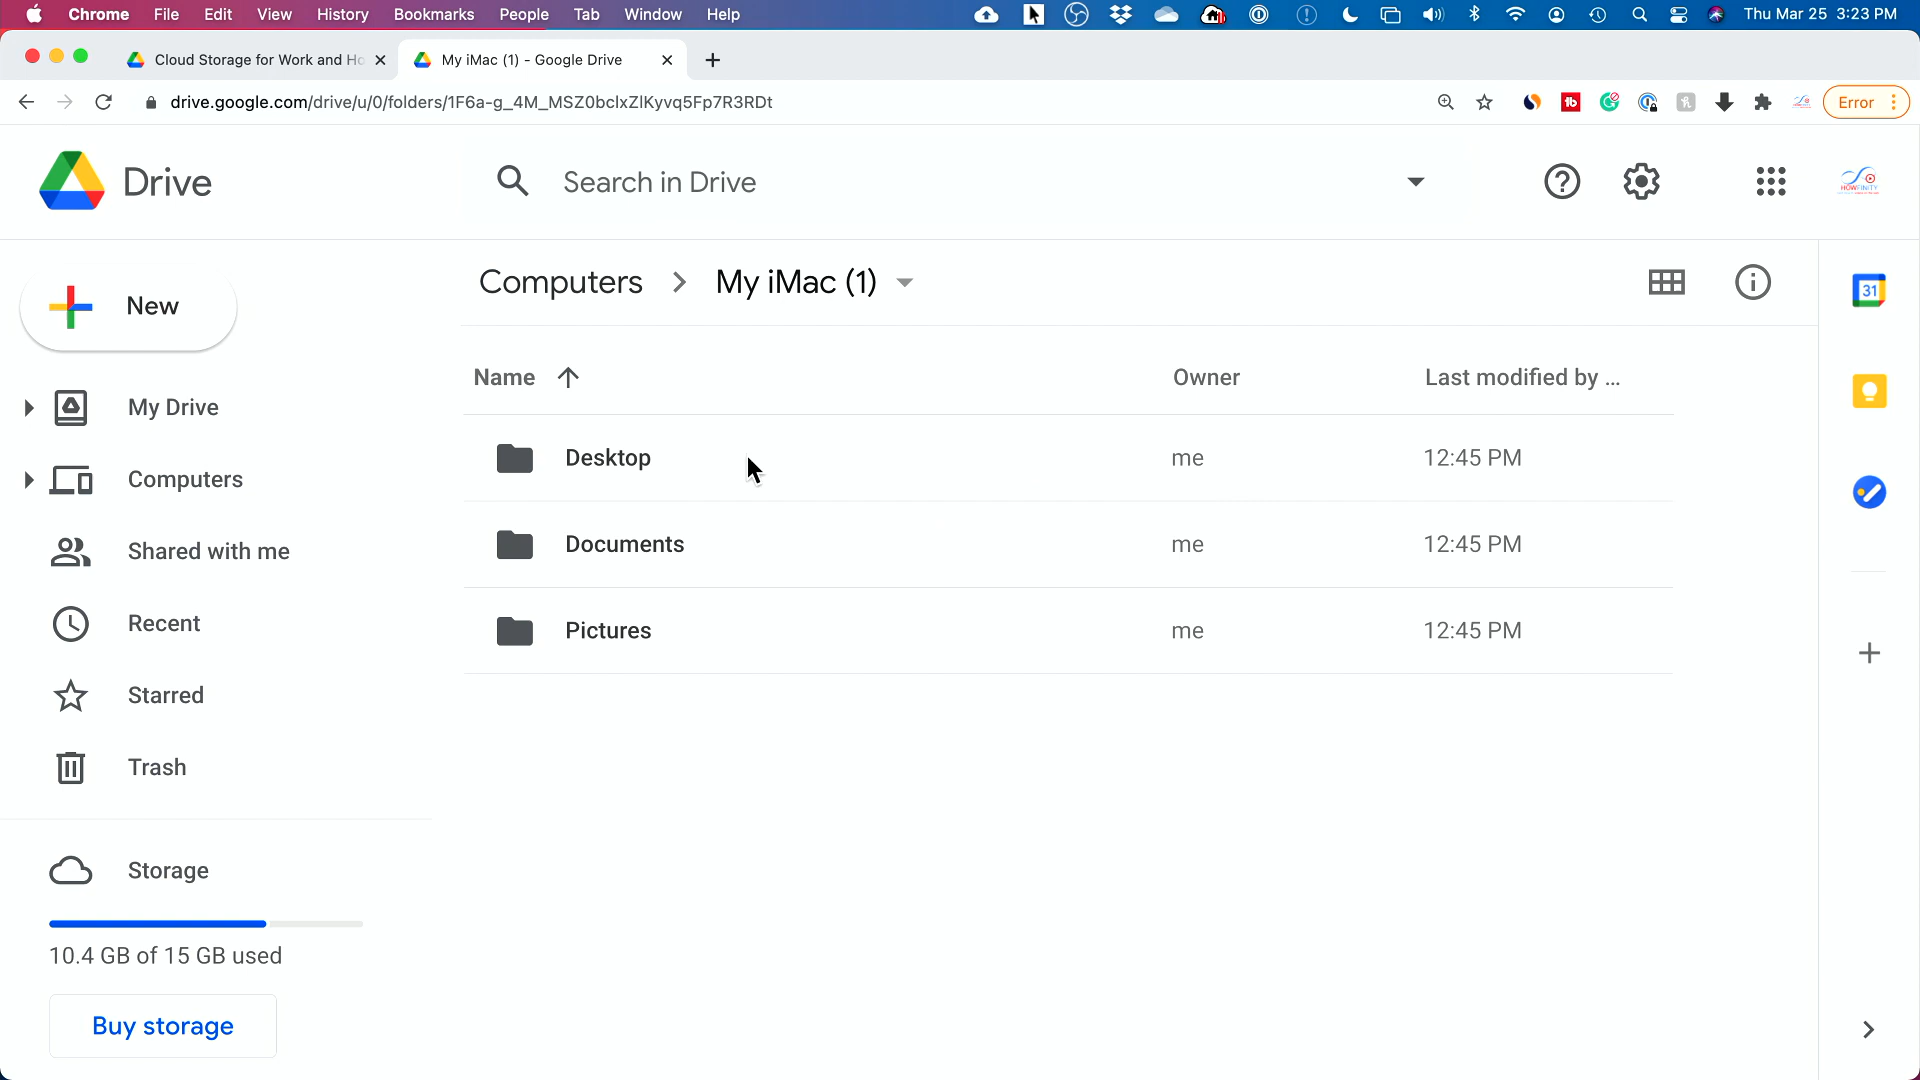 Chrome File Edit View History Bookmarks People Tab Window Help Thu Mar 25 3:23 PM
Cloud Storage for Work and Ho My iMac (1) - Google Drive
drive.google.com/drive/u/0/folders/1F6a-g_4M_MSZ0bclxZlKyvq5Fp7R3RDt Error
Drive Search in Drive HOWFINITY
Computers > My iMac (1)
New
Name Owner Last modified by ...
My Drive
Desktop me 12:45 PM
Computers
Documents me 12:45 PM
Shared with me
Pictures me 12:45 PM
Recent
Starred
Trash
Storage
10.4 GB of 15 GB used
Buy storage
31